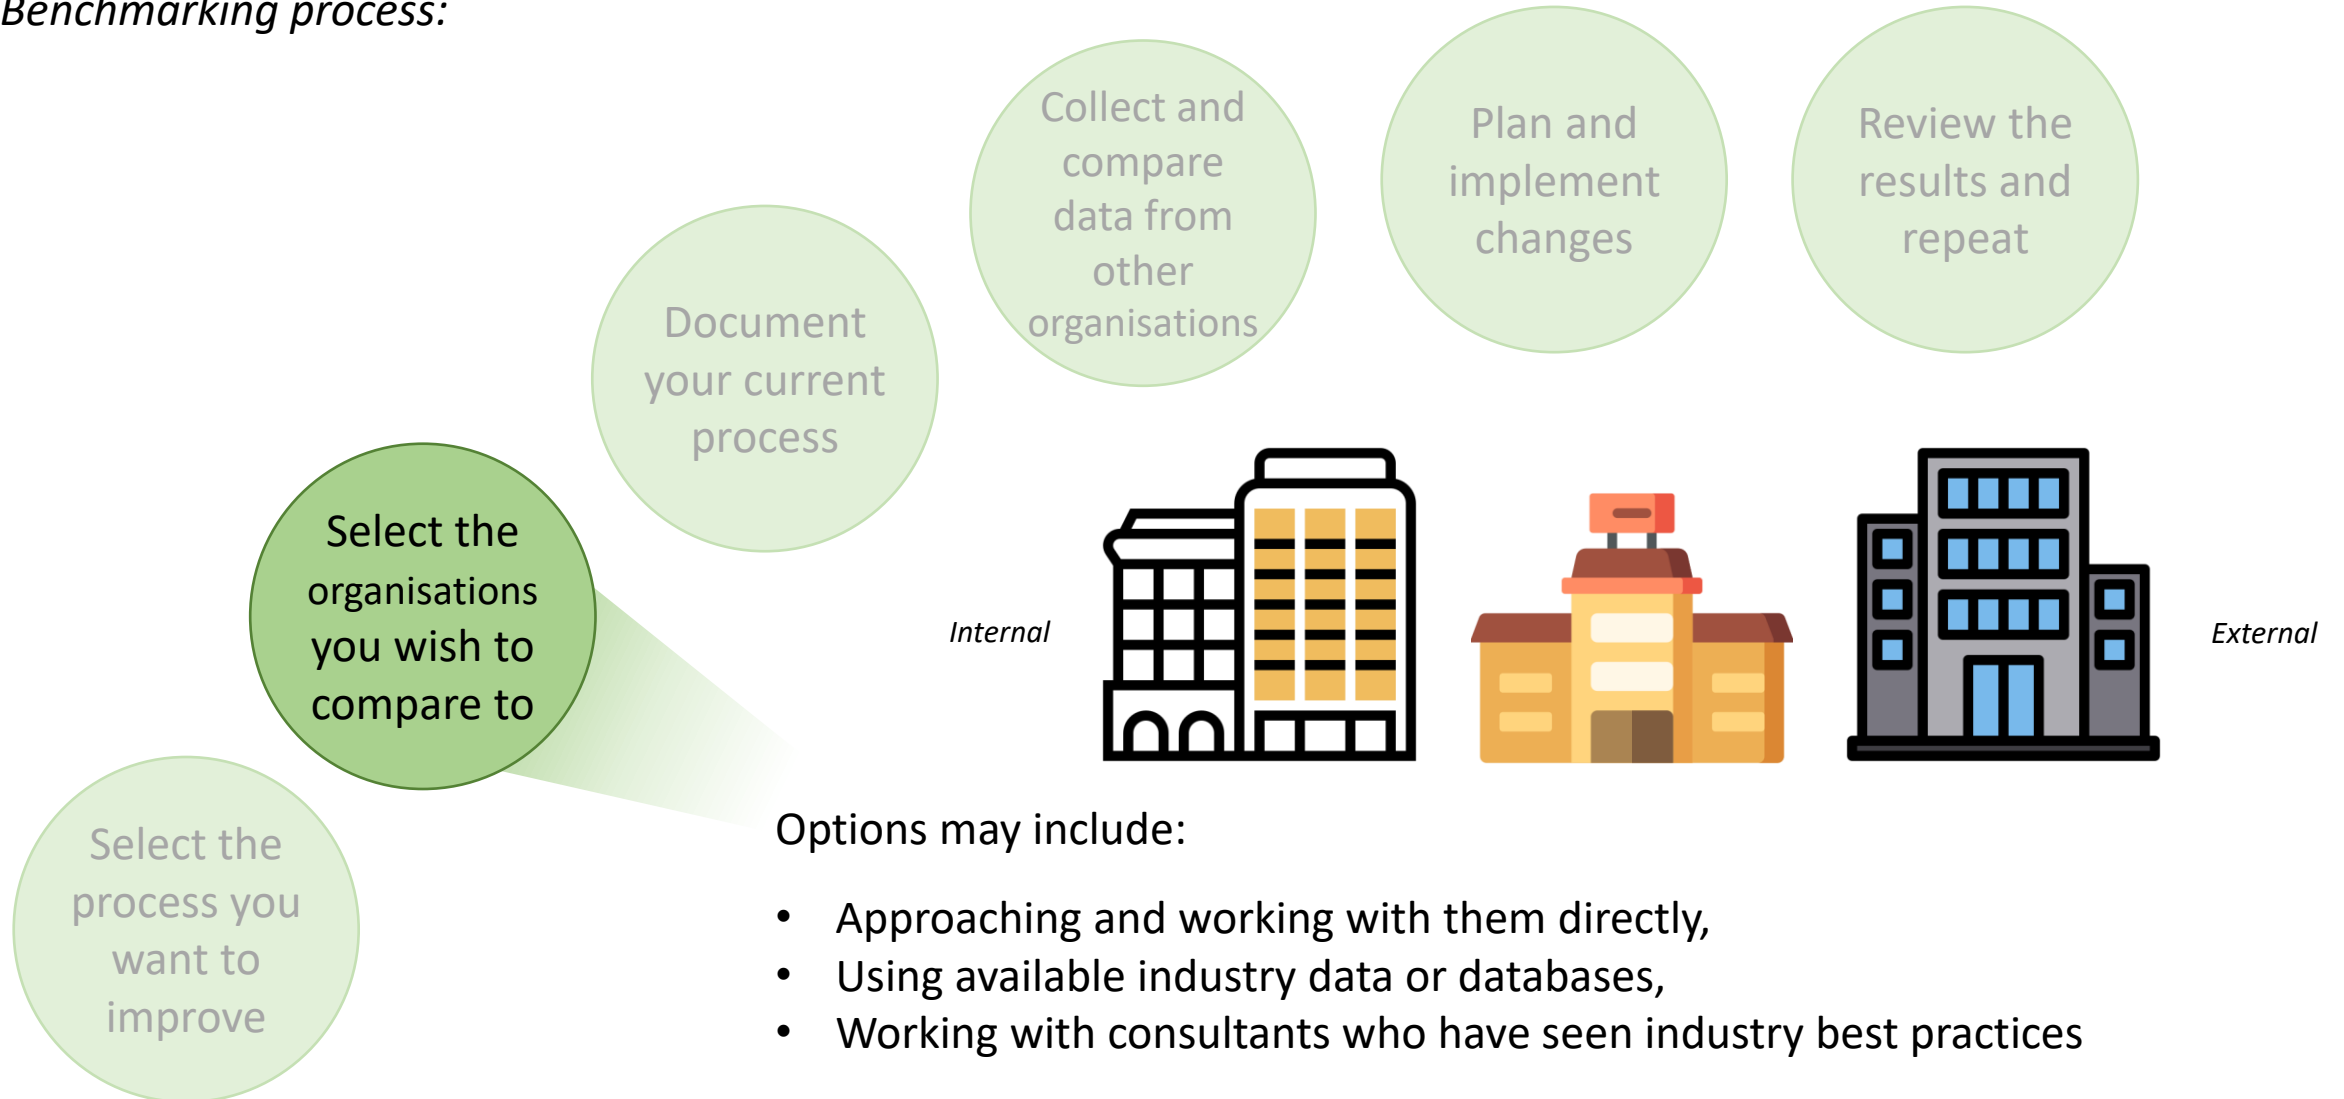 Benchmarking process:
Select the
process you
want to
improve
Select the
organisations
you wish to
compare to
Document
your current
process
Collect and
compare
data from
other
organisations
Plan and
implement
changes
Review the
results and
repeat
Internal
External
Options may include:
• Approaching and working with them directly,
• Using available industry data or databases,
• Working with consultants who have seen industry best practices